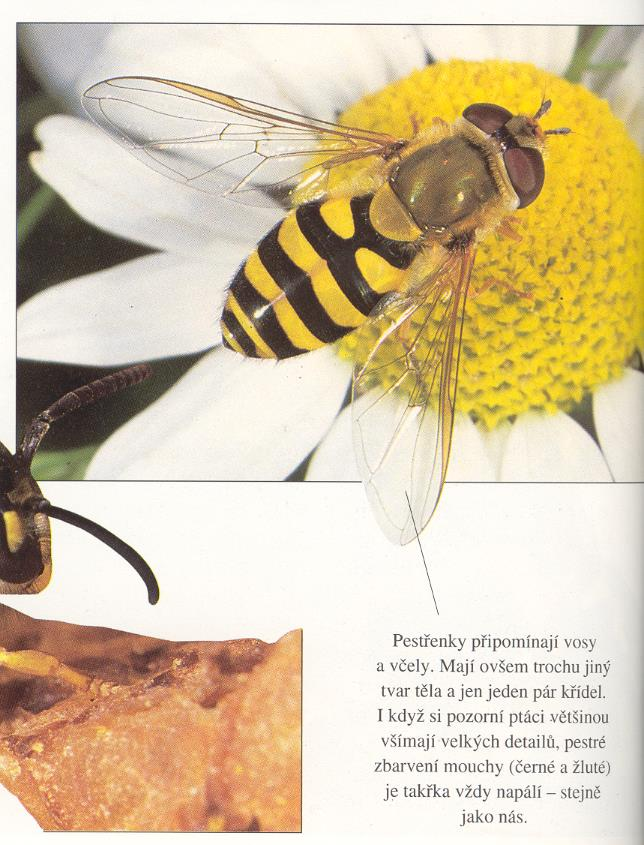 Pestřenky připomínají vosy
a včely. Mají ovšem trochu jiný
tvar těla a jen jeden pár křídel.
I když si pozorní ptáci většinou
všímají velkých detailů, pestré
zbarvení mouchy (černé a žluté)
je takřka vždy napálí – stejně
jako nás.